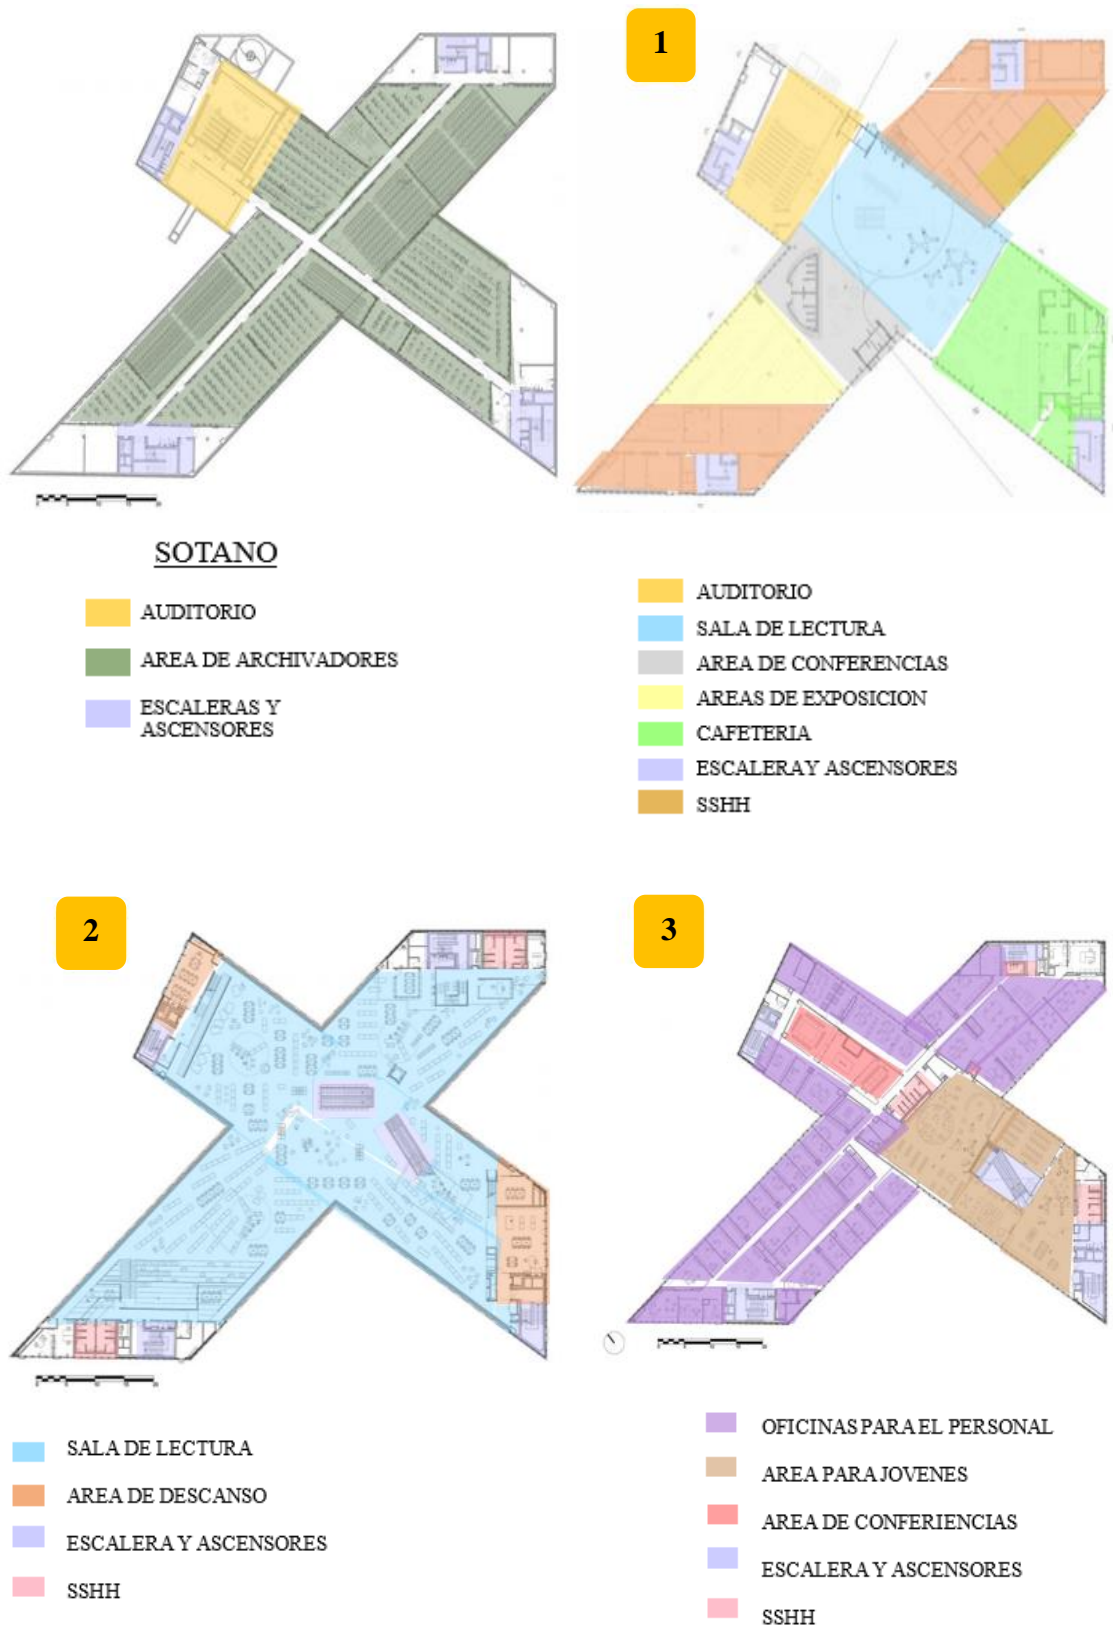 1
SOTANO
AUDITORIO
AREA DE ARCHIVADORES
ESCALERAS Y
ASCENSORES
AUDITORIO
SALA DE LECTURA
AREA DE CONFERENCIAS
AREAS DE EXPOSICION
CAFETERIA
ESCALERA Y ASCENSORES
SSHH
2
3
SALA DE LECTURA
AREA DE DESCANSO
ESCALERA Y ASCENSORES
SSHH
OFICINAS PARA EL PERSONAL
AREA PARA JOVENES
AREA DE CONFERIENCIAS
ESCALERA Y ASCENSORES
SSHH